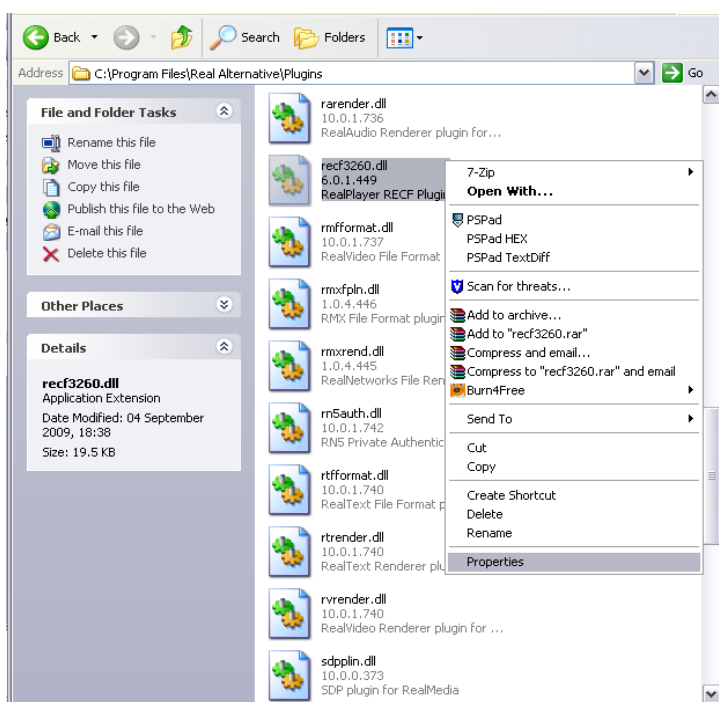 Back
Search
Folders
Address
C:\Program Files\Real Alternative\Plugins
Go
File and Folder Tasks
Rename this file
Move this file
Copy this file
Publish this file to the Web
E-mail this file
Delete this file
Other Places
Details
recf3260.dll
Application Extension
Date Modified: 04 September
2009, 18:38
Size: 19.5 KB
rarender.dll
10.0.1.736
RealAudio Renderer plugin for...
recf3260.dll
6.0.1.449
RealPlayer RECF Plugi
rmfformat.dll
10.0.1.737
RealVideo File Format
rmxfpln.dll
1.0.4.446
RMX File Format plugin
rmxrend.dll
1.0.4.445
RealNetworks File Ren
rn5auth.dll
10.0.1.742
RN5 Private Authentic
rtfformat.dll
10.0.1.740
RealText File Format p
rtrender.dll
10.0.1.740
RealText Renderer plu
rvrender.dll
10.0.1.740
RealVideo Renderer plugin for ...
sdpplin.dll
10.0.0.373
SDP plugin for RealMedia
7-Zip
Open With...
PSPad
PSPad HEX
PSPad TextDiff
Scan for threats...
Add to archive...
Add to "recf3260.rar"
Compress and email...
Compress to "recf3260.rar" and email
Burn4Free
Send To
Cut
Copy
Create Shortcut
Delete
Rename
Properties